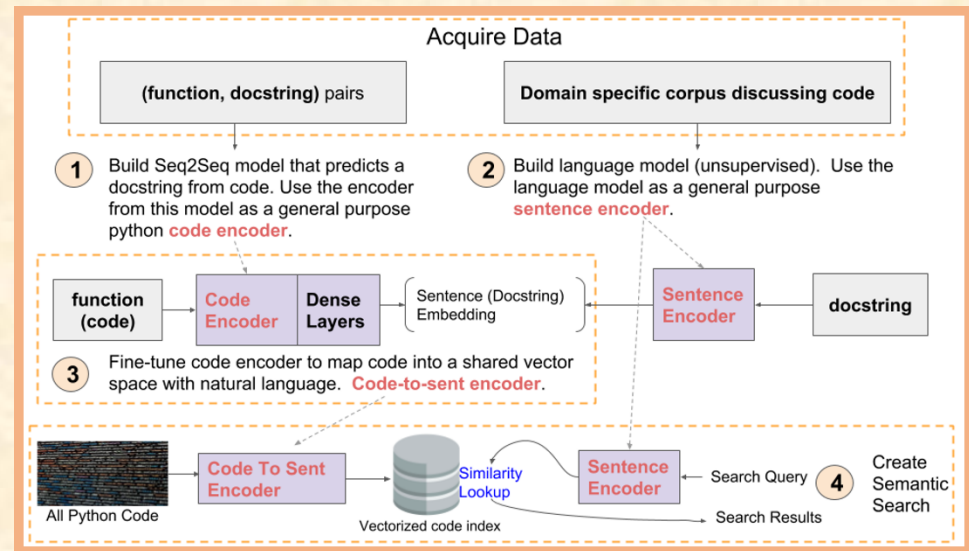 Acquire Data
(function, docstring) pairs
Domain specific corpus discussing code
1
Build Seq2Seq model that predicts a
docstring from code. Use the encoder
from this model as a general purpose
python code encoder.
2
Build language model (unsupervised). Use the
language model as a general purpose
sentence encoder.
function
(code)
Code
Encoder
Dense
Layers
Sentence (Docstring)
Embedding
Sentence
Encoder
docstring
3
Fine-tune code encoder to map code into a shared vector
space with natural language. Code-to-sent encoder.
All Python Code
Code To Sent
Encoder
Vectorized code index
Similarity
Lookup
Sentence
Encoder
Search Query
Search Results
4
Create
Semantic
Search